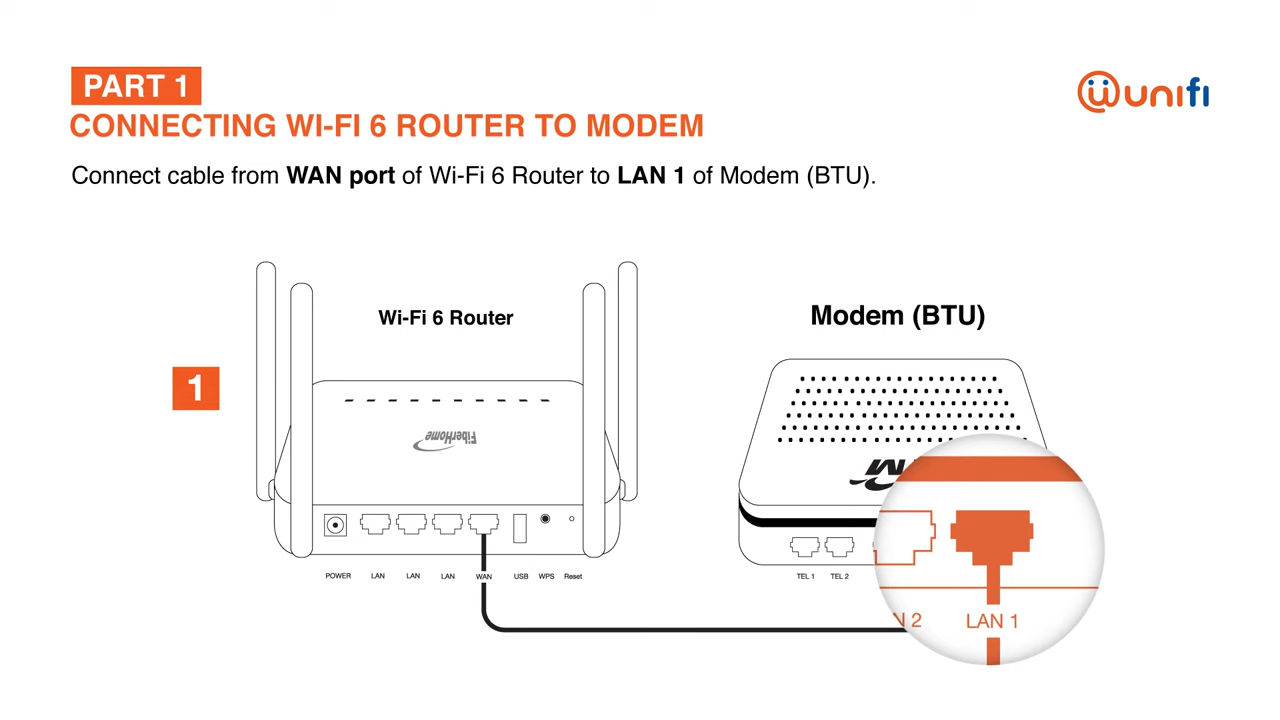 PART 1
unifi
CONNECTING WI-FI 6 ROUTER TO MODEM
Connect cable from WAN port of Wi-Fi 6 Router to LAN 1 of Modem (BTU).
Wi-Fi 6 Router
Modem (BTU)
1
FiberHome
POWER LAN LAN LAN WAN USB WPS Reset
TEL 1 TEL 2
N 2 LAN 1